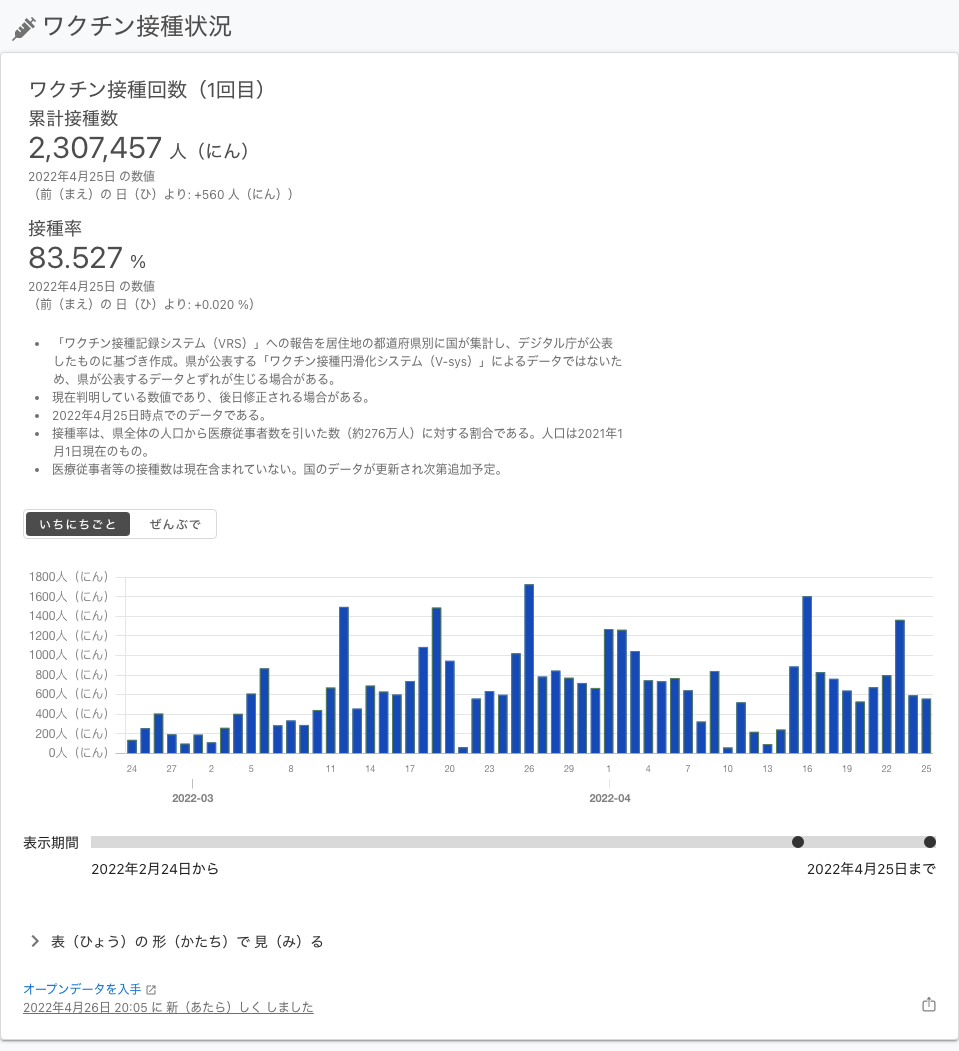 ワクチン接種状況
ワクチン接種回数（1回目）
累計接種数
2,307,457 人（にん）
2022年4月25日 の数値
（前（まえ）の 日（ひ）より: +560 人（にん））
接種率
83.527 %
2022年4月25日 の数値
（前（まえ）の 日（ひ）より: +0.020 %）
• 「ワクチン接種記録システム（VRS）」への報告を居住地の都道府県別に国が集計し、デジタル庁が公表
したものに基づき作成。県が公表する「ワクチン接種円滑化システム（V-sys）」によるデータではないた
め、県が公表するデータとずれが生じる場合がある。
• 現在判明している数値であり、後日修正される場合がある。
• 2022年4月25日時点でのデータである。
• 接種率は、県全体の人口から医療従事者数を引いた数（約276万人）に対する割合である。人口は2021年1
月1日現在のもの。
• 医療従事者等の接種数は現在含まれていない。国のデータが更新され次第追加予定。
いちにちごと ぜんぶで
1800人（にん）
1600人（にん）
1400人（にん）
1200人（にん）
1000人（にん）
800人（にん）
600人（にん）
400人（にん）
200人（にん）
0人（にん）
24 27 2 5 8 11 14 17 20 23 26 29 1 4 7 10 13 16 19 22 25
2022-03 2022-04
表示期間
2022年2月24日から 2022年4月25日まで
表（ひょう）の 形（かたち）で 見（み）る
オープンデータを入手
2022年4月26日 20:05 に 新（あたら）しく しました